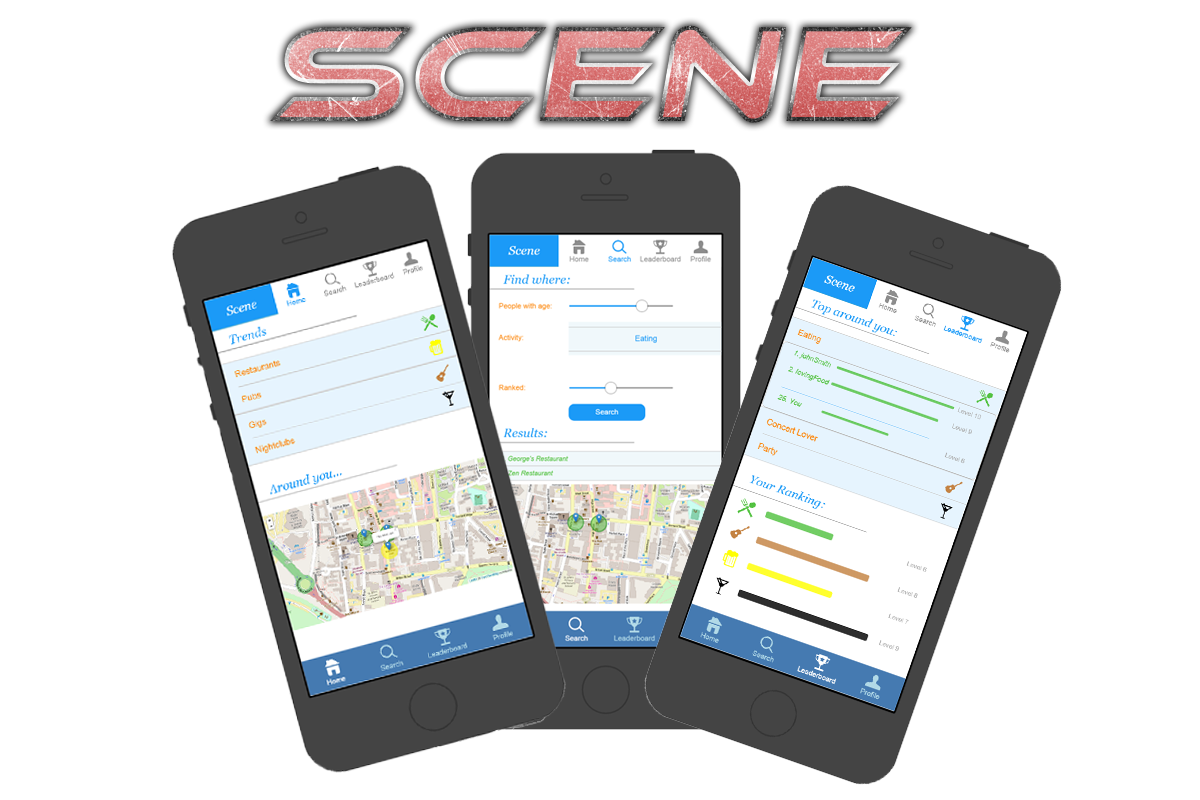 SCENE
Scene
Home
Search
Leaderboard
Profile
Trends
Restaurants
Pubs
Gigs
Nightclubs
Around you...
Home
Search
Leaderboard
Profile
Scene
Home
Search
Leaderboard
Profile
Find where:
People with age:
Activity:
Eating
Ranked:
Search
Results:
George's Restaurant
Zen Restaurant
Search
Leaderboard
Scene
Home
Search
Leaderboard
Profile
Top around you:
Eating
1. johnSmith
Level 10
2. lovingFood
Level 9
28. You
Level 6
Concert Lover
Party
Your Ranking:
Level 6
Level 8
Level 7
Level 9
Home
Search
Leaderboard
Profile